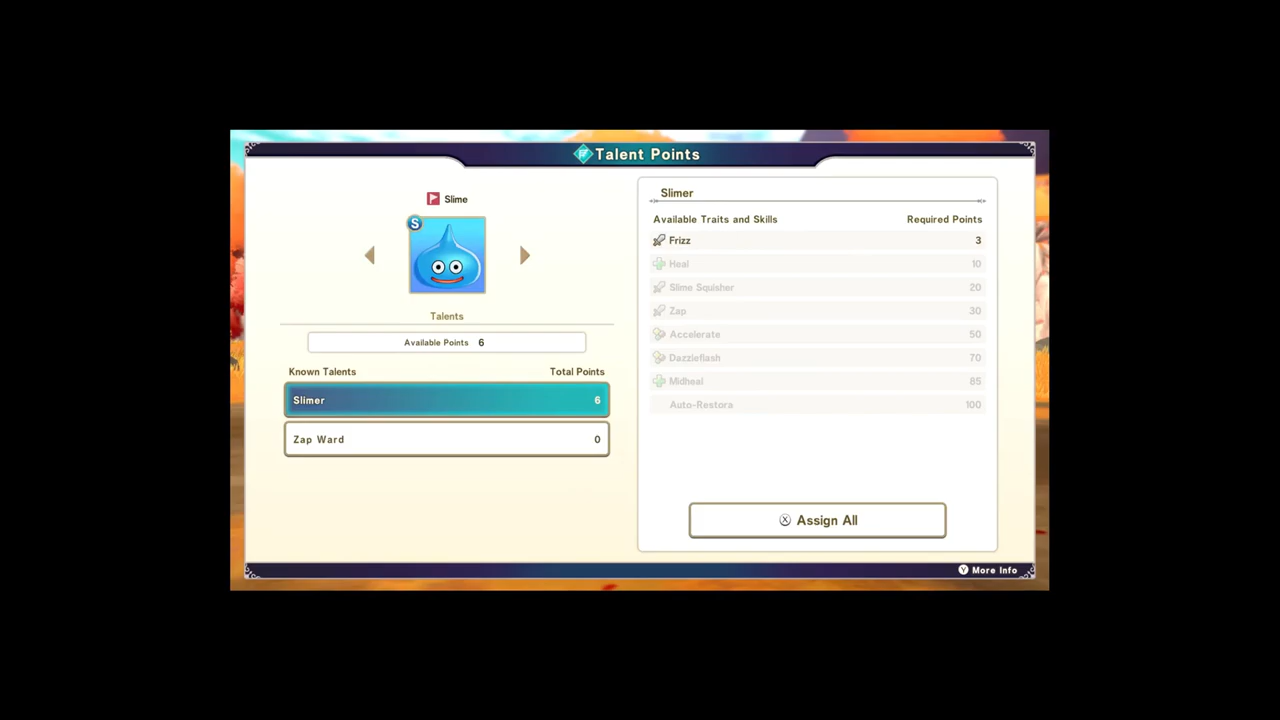 Talent Points
Slime
S
Talents
Available Points 6
Known Talents Total Points
Slimer 6
Zap Ward 0
Slimer
Available Traits and Skills Required Points
Frizz 3
Heal 10
Slime Squisher 20
Zap 30
Accelerate 50
Dazzleflash 70
Midheal 85
Auto-Restora 100
X Assign All
Y More Info